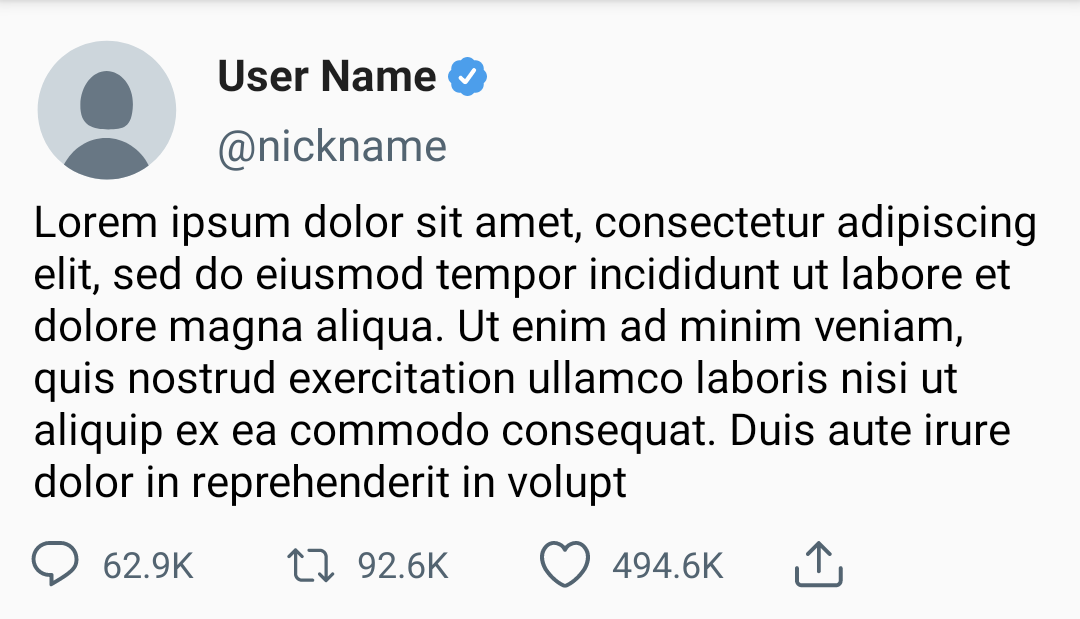 User Name
@nickname
Lorem ipsum dolor sit amet, consectetur adipiscing
elit, sed do eiusmod tempor incididunt ut labore et
dolore magna aliqua. Ut enim ad minim veniam,
quis nostrud exercitation ullamco laboris nisi ut
aliquip ex ea commodo consequat. Duis aute irure
dolor in reprehenderit in volupt
62.9K 92.6K 494.6K